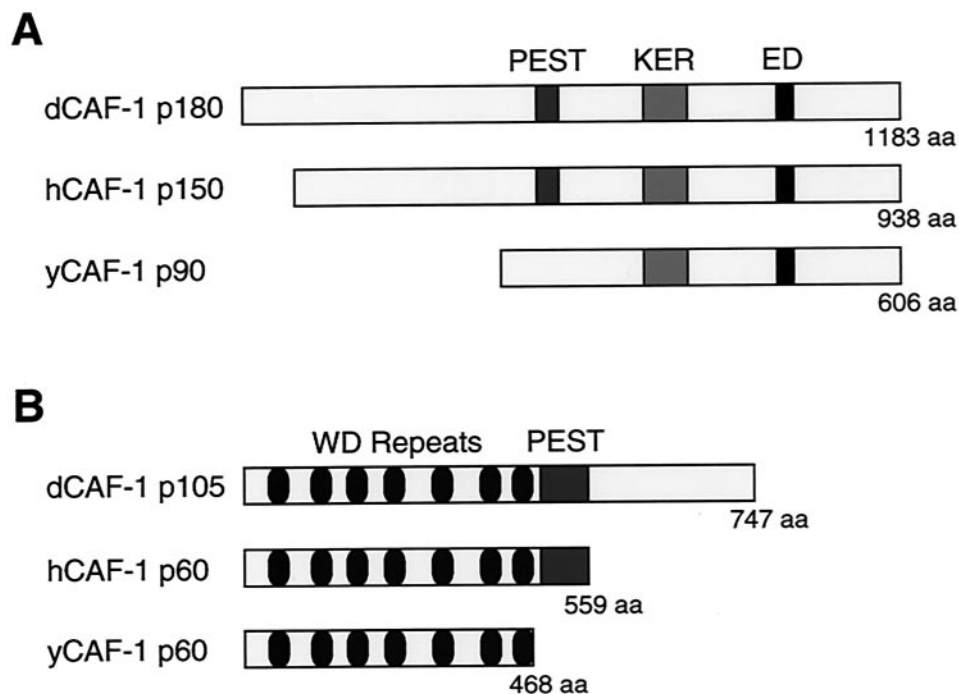 A
PEST KER ED
dCAF-1 p180
1183 aa
hCAF-1 p150
938 aa
yCAF-1 p90
606 aa
B
WD Repeats PEST
dCAF-1 p105
747 aa
hCAF-1 p60
559 aa
yCAF-1 p60
468 aa